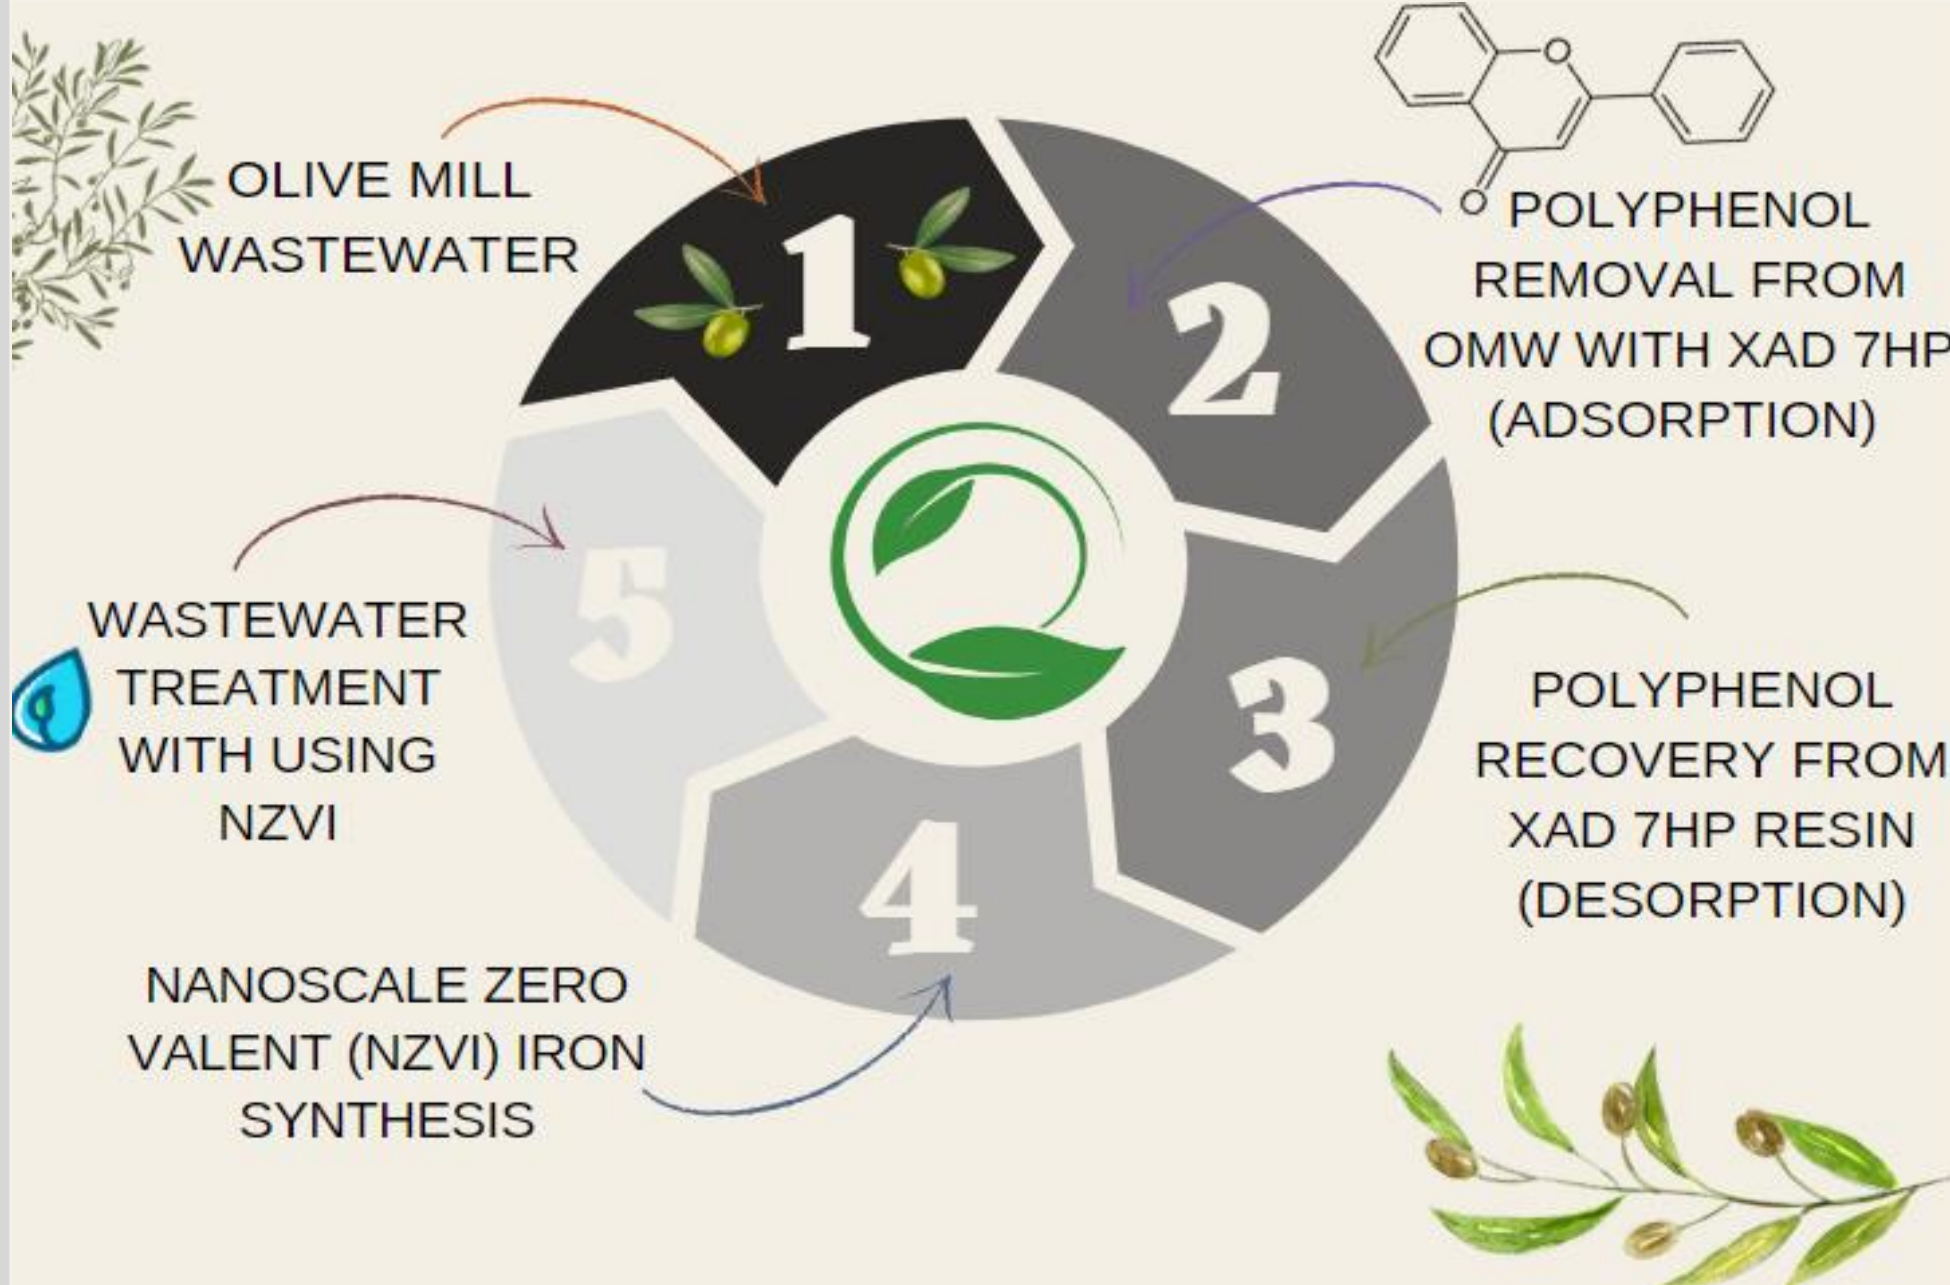 OLIVE MILL
WASTEWATER
1
2
POLYPHENOL
REMOVAL FROM
OMW WITH XAD 7HP
(ADSORPTION)
3
POLYPHENOL
RECOVERY FROM
XAD 7HP RESIN
(DESORPTION)
4
NANOSCALE ZERO
VALENT (NZVI) IRON
SYNTHESIS
5
WASTEWATER
TREATMENT
WITH USING
NZVI
O
O